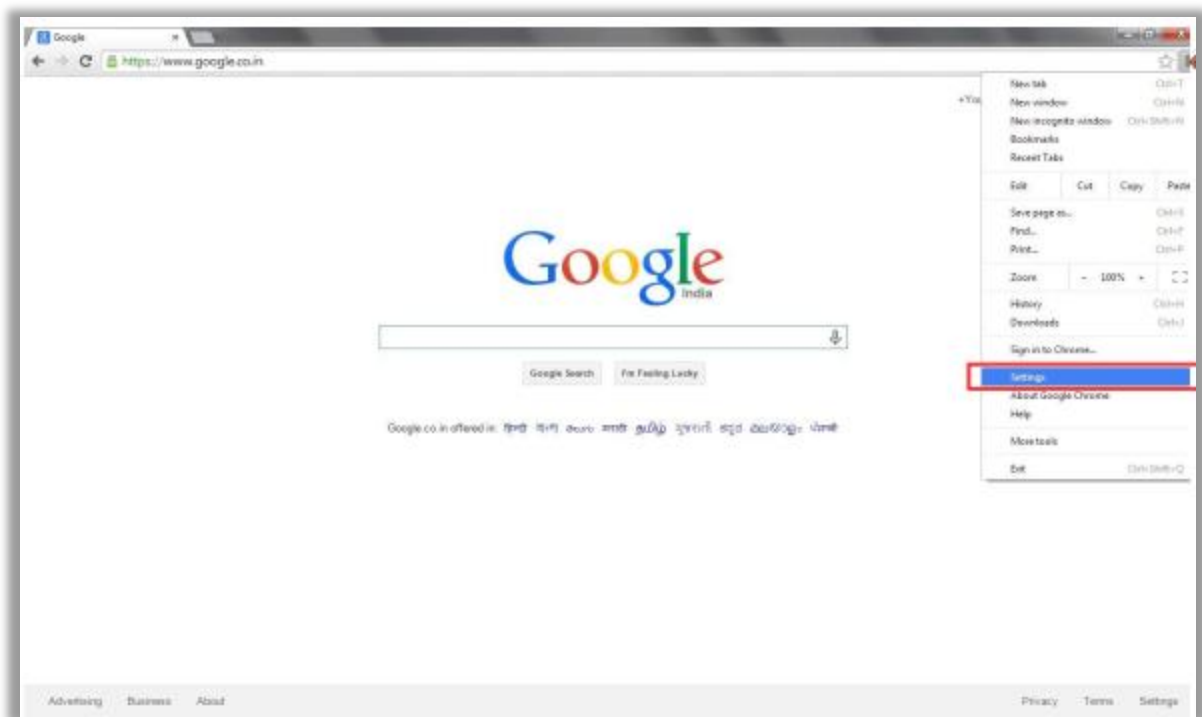 Google
https://www.google.co.in
+You
New tab Ctrl+T
New window Ctrl+N
New incognito window Ctrl+Shift+N
Bookmarks
Recent Tabs
Edit Cut Copy Paste
Save page as... Ctrl+S
Find... Ctrl+F
Print... Ctrl+P
Zoom - 100% +
History Ctrl+H
Downloads Ctrl+J
Sign in to Chrome...
Settings
About Google Chrome
Help
More tools
Exit Ctrl+Shift+Q
Google
India
Google Search I'm Feeling Lucky
Google.co.in offered in: हिन्दी বাংলা తెలుగు मराठी தமிழ் ગુજરાતી ಕನ್ನಡ മലയാളം ਪੰਜਾਬੀ
Advertising Business About Privacy Terms Settings